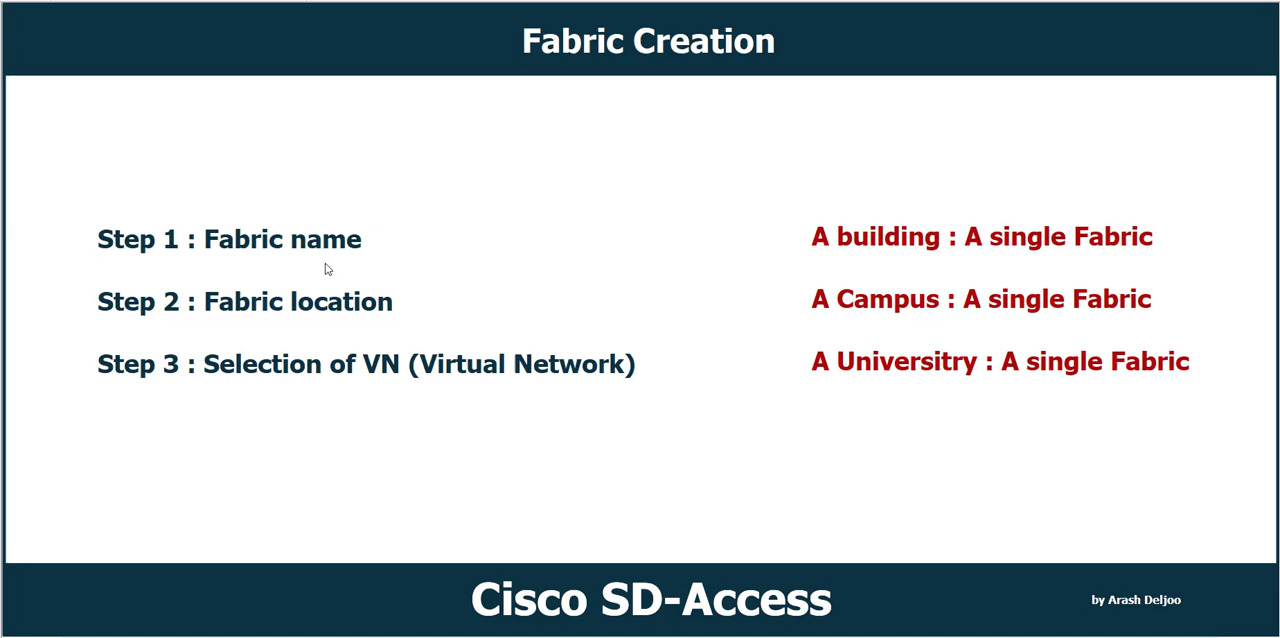 Fabric Creation
Step 1 : Fabric name
Step 2 : Fabric location
Step 3 : Selection of VN (Virtual Network)
A building : A single Fabric
A Campus : A single Fabric
A Universitry : A single Fabric
Cisco SD-Access
by Arash Deljoo